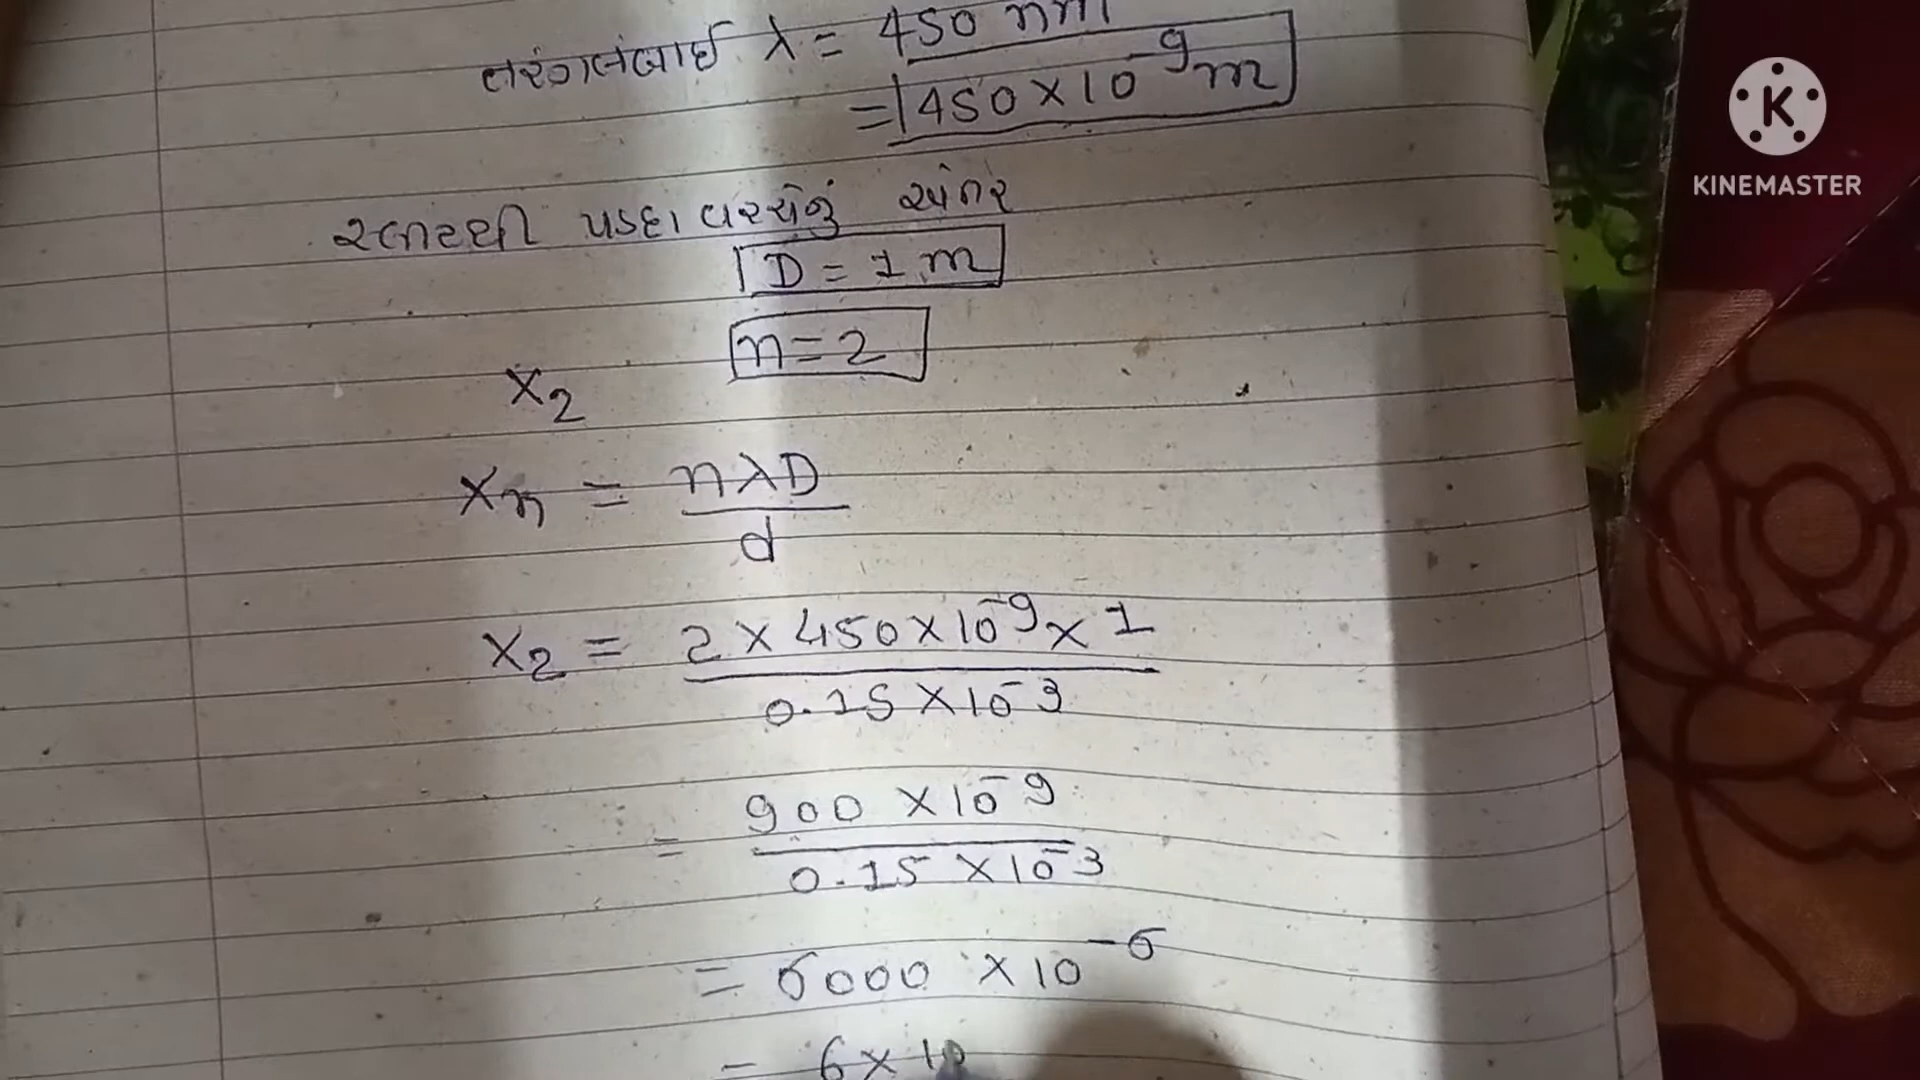 તરંગલંબાઈ λ = 450 nm
= 450 × 10⁻⁹ m
સ્લીટથી પડદા વચ્ચેનું અંતર
D = 1 m
n = 2
x₂
xₙ = nλD / d
x₂ = 2 × 450 × 10⁻⁹ × 1 / 0.15 × 10⁻³
= 900 × 10⁻⁹ / 0.15 × 10⁻³
= 6000 × 10⁻⁶
= 6 × 10
K
KINEMASTER